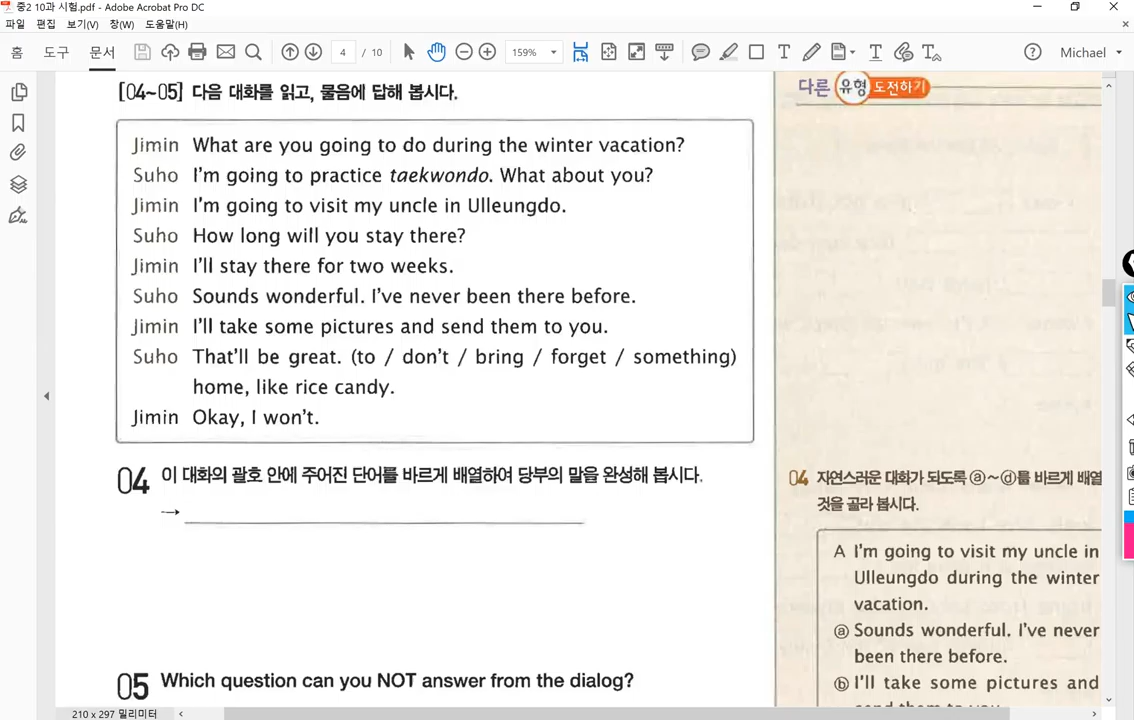 중2 10과 시험.pdf - Adobe Acrobat Pro DC
파일 편집 보기(V) 창(W) 도움말(H)
홈 도구 문서 4 / 10 159% Michael
[04~05] 다음 대화를 읽고, 물음에 답해 봅시다.
Jimin What are you going to do during the winter vacation?
Suho I'm going to practice taekwondo. What about you?
Jimin I'm going to visit my uncle in Ulleungdo.
Suho How long will you stay there?
Jimin I'll stay there for two weeks.
Suho Sounds wonderful. I've never been there before.
Jimin I'll take some pictures and send them to you.
Suho That'll be great. (to / don't / bring / forget / something)
home, like rice candy.
Jimin Okay, I won't.
04 이 대화의 괄호 안에 주어진 단어를 바르게 배열하여 당부의 말을 완성해 봅시다.
→
05 Which question can you NOT answer from the dialog?
다른 유형 도전하기
04 자연스러운 대화가 되도록 ⓐ~ⓓ를 바르게 배열
것을 골라 봅시다.
A I'm going to visit my uncle in
Ulleungdo during the winter
vacation.
ⓐ Sounds wonderful. I've never
been there before.
ⓑ I'll take some pictures and
send them to you.
210 x 297 밀리미터